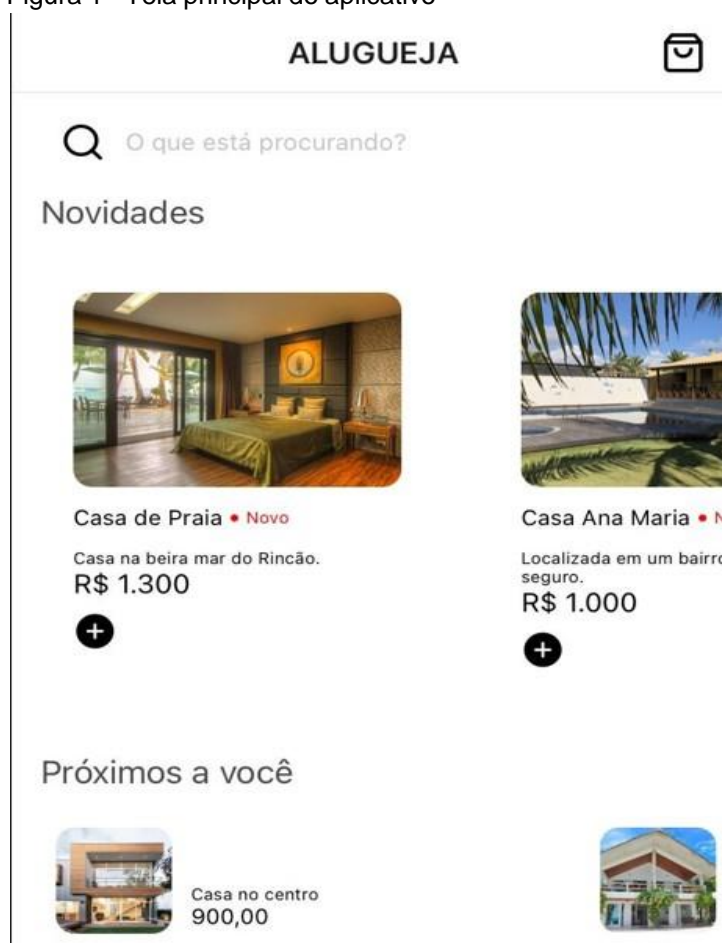 ALUGUEJA
O que está procurando?
Novidades
Casa de Praia • Novo
Casa na beira mar do Rincão.
R$ 1.300
Casa Ana Maria •
Localizada em um bairro
seguro.
R$ 1.000
Próximos a você
Casa no centro
900,00